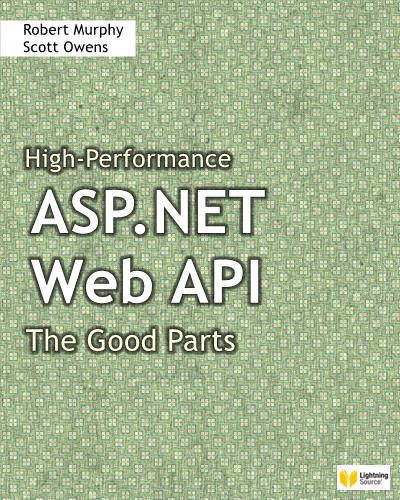 Robert Murphy
Scott Owens
High-Performance
ASP.NET
Web API
The Good Parts
Lightning
Source®